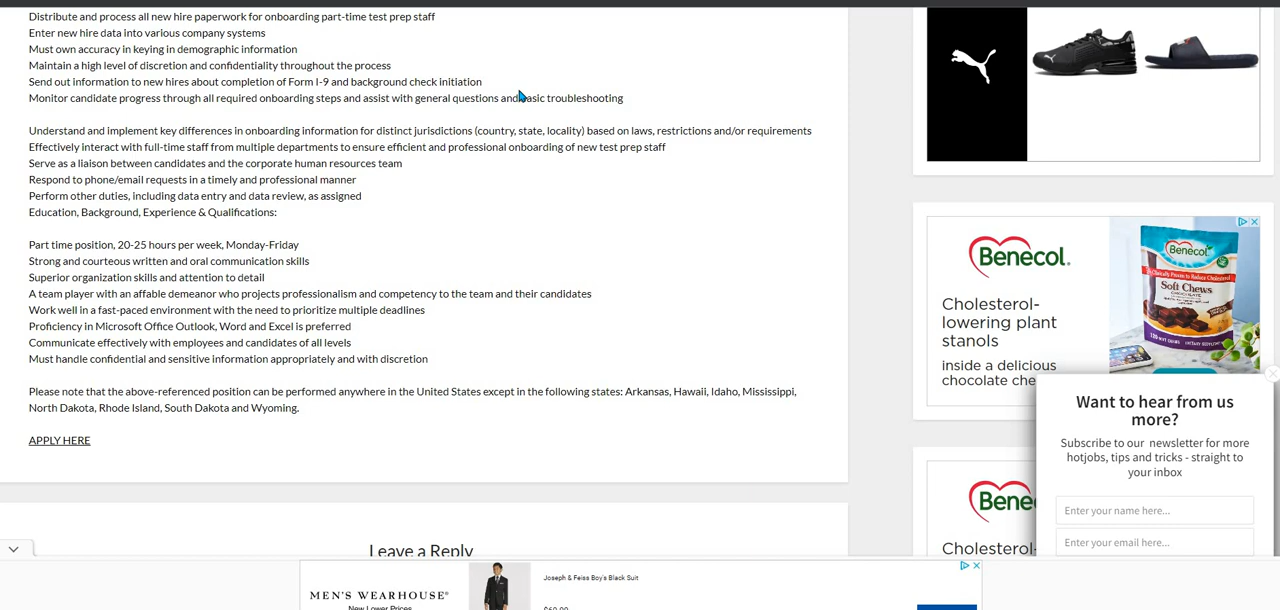 Distribute and process all new hire paperwork for onboarding part-time test prep staff
Enter new hire data into various company systems
Must own accuracy in keying in demographic information
Maintain a high level of discretion and confidentiality throughout the process
Send out information to new hires about completion of Form I-9 and background check initiation
Monitor candidate progress through all required onboarding steps and assist with general questions and basic troubleshooting
Understand and implement key differences in onboarding information for distinct jurisdictions (country, state, locality) based on laws, restrictions and/or requirements
Effectively interact with full-time staff from multiple departments to ensure efficient and professional onboarding of new test prep staff
Serve as a liaison between candidates and the corporate human resources team
Respond to phone/email requests in a timely and professional manner
Perform other duties, including data entry and data review, as assigned
Education, Background, Experience & Qualifications:
Part time position, 20-25 hours per week, Monday-Friday
Strong and courteous written and oral communication skills
Superior organization skills and attention to detail
A team player with an affable demeanor who projects professionalism and competency to the team and their candidates
Work well in a fast-paced environment with the need to prioritize multiple deadlines
Proficiency in Microsoft Office Outlook, Word and Excel is preferred
Communicate effectively with employees and candidates of all levels
Must handle confidential and sensitive information appropriately and with discretion
Please note that the above-referenced position can be performed anywhere in the United States except in the following states: Arkansas, Hawaii, Idaho, Mississippi,
North Dakota, Rhode Island, South Dakota and Wyoming.
APPLY HERE
Leave a Reply
Benecol.
Cholesterol-
lowering plant
stanols
inside a delicious
chocolate che
Benecol
Soft Chews
Bene
Cholesterol-
Want to hear from us
more?
Subscribe to our newsletter for more
hotjobs, tips and tricks - straight to
your inbox
Enter your name here...
Enter your email here...
MEN'S WEARHOUSE
New Lower Prices
Joseph & Feiss Boy's Black Suit